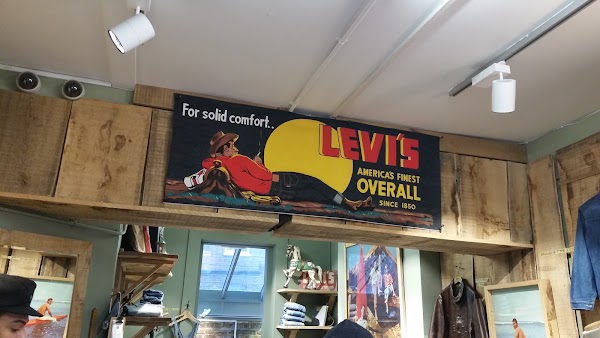 For solid comfort..
LEVI'S
AMERICA'S FINEST
OVERALL
SINCE 1850